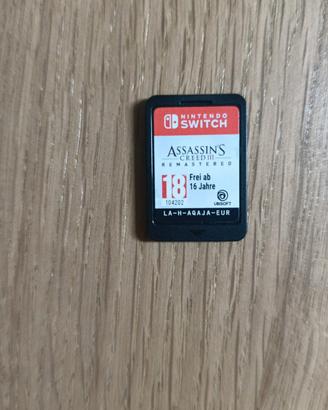 NINTENDO
SWITCH
ASSASSIN'S
CREED III
REMASTERED
18
Frei ab
16 Jahre
104202
UBISOFT
LA-H-AQAJA-EUR